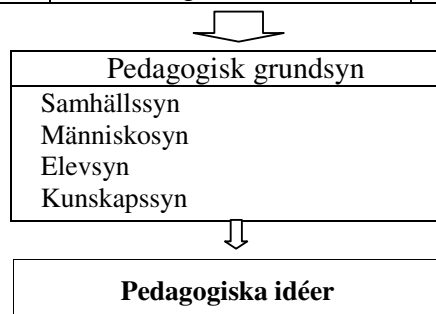 Pedagogisk grundsyn
Samhällssyn
Människosyn
Elevsyn
Kunskapssyn
Pedagogiska idéer